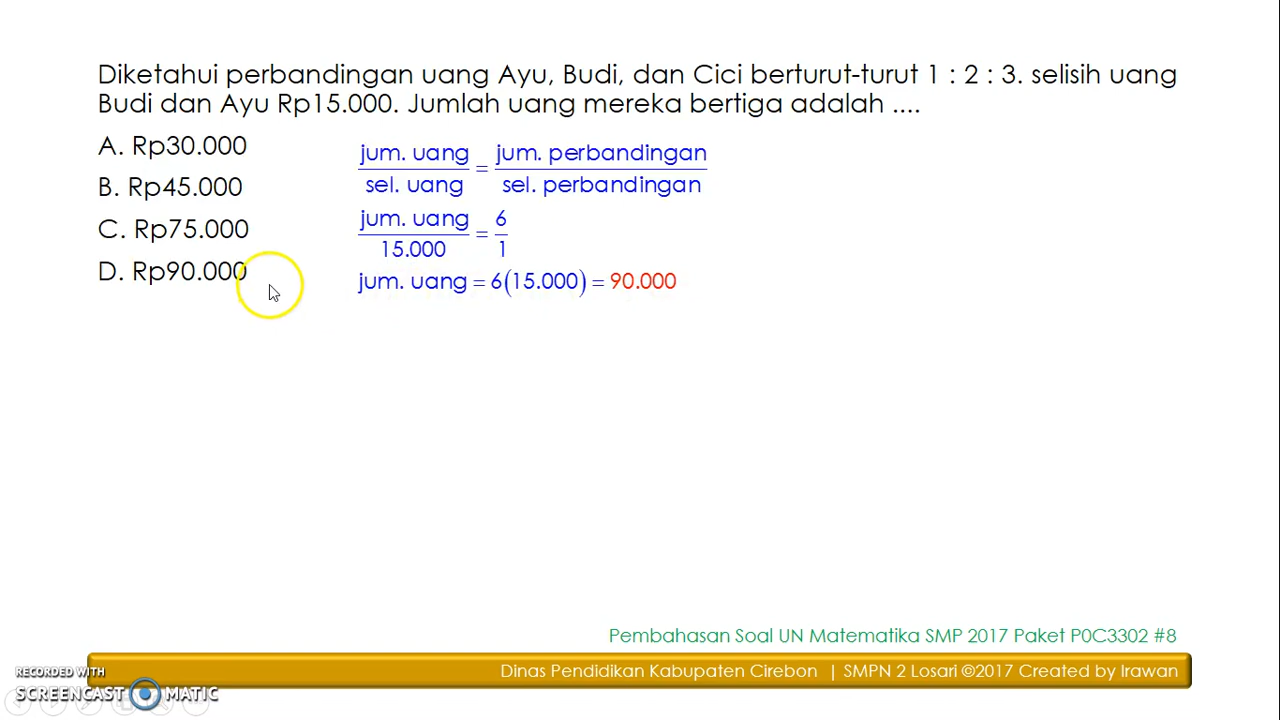 Diketahui perbandingan uang Ayu, Budi, dan Cici berturut-turut 1 : 2 : 3. selisih uang
Budi dan Ayu Rp15.000. Jumlah uang mereka bertiga adalah ....
A. Rp30.000
B. Rp45.000
C. Rp75.000
D. Rp90.000
jum. uang / sel. uang = jum. perbandingan / sel. perbandingan
jum. uang / 15.000 = 6 / 1
jum. uang = 6(15.000) = 90.000
Pembahasan Soal UN Matematika SMP 2017 Paket P0C3302 #8
Dinas Pendidikan Kabupaten Cirebon | SMPN 2 Losari ©2017 Created by Irawan
RECORDED WITH
SCREENCAST MATIC